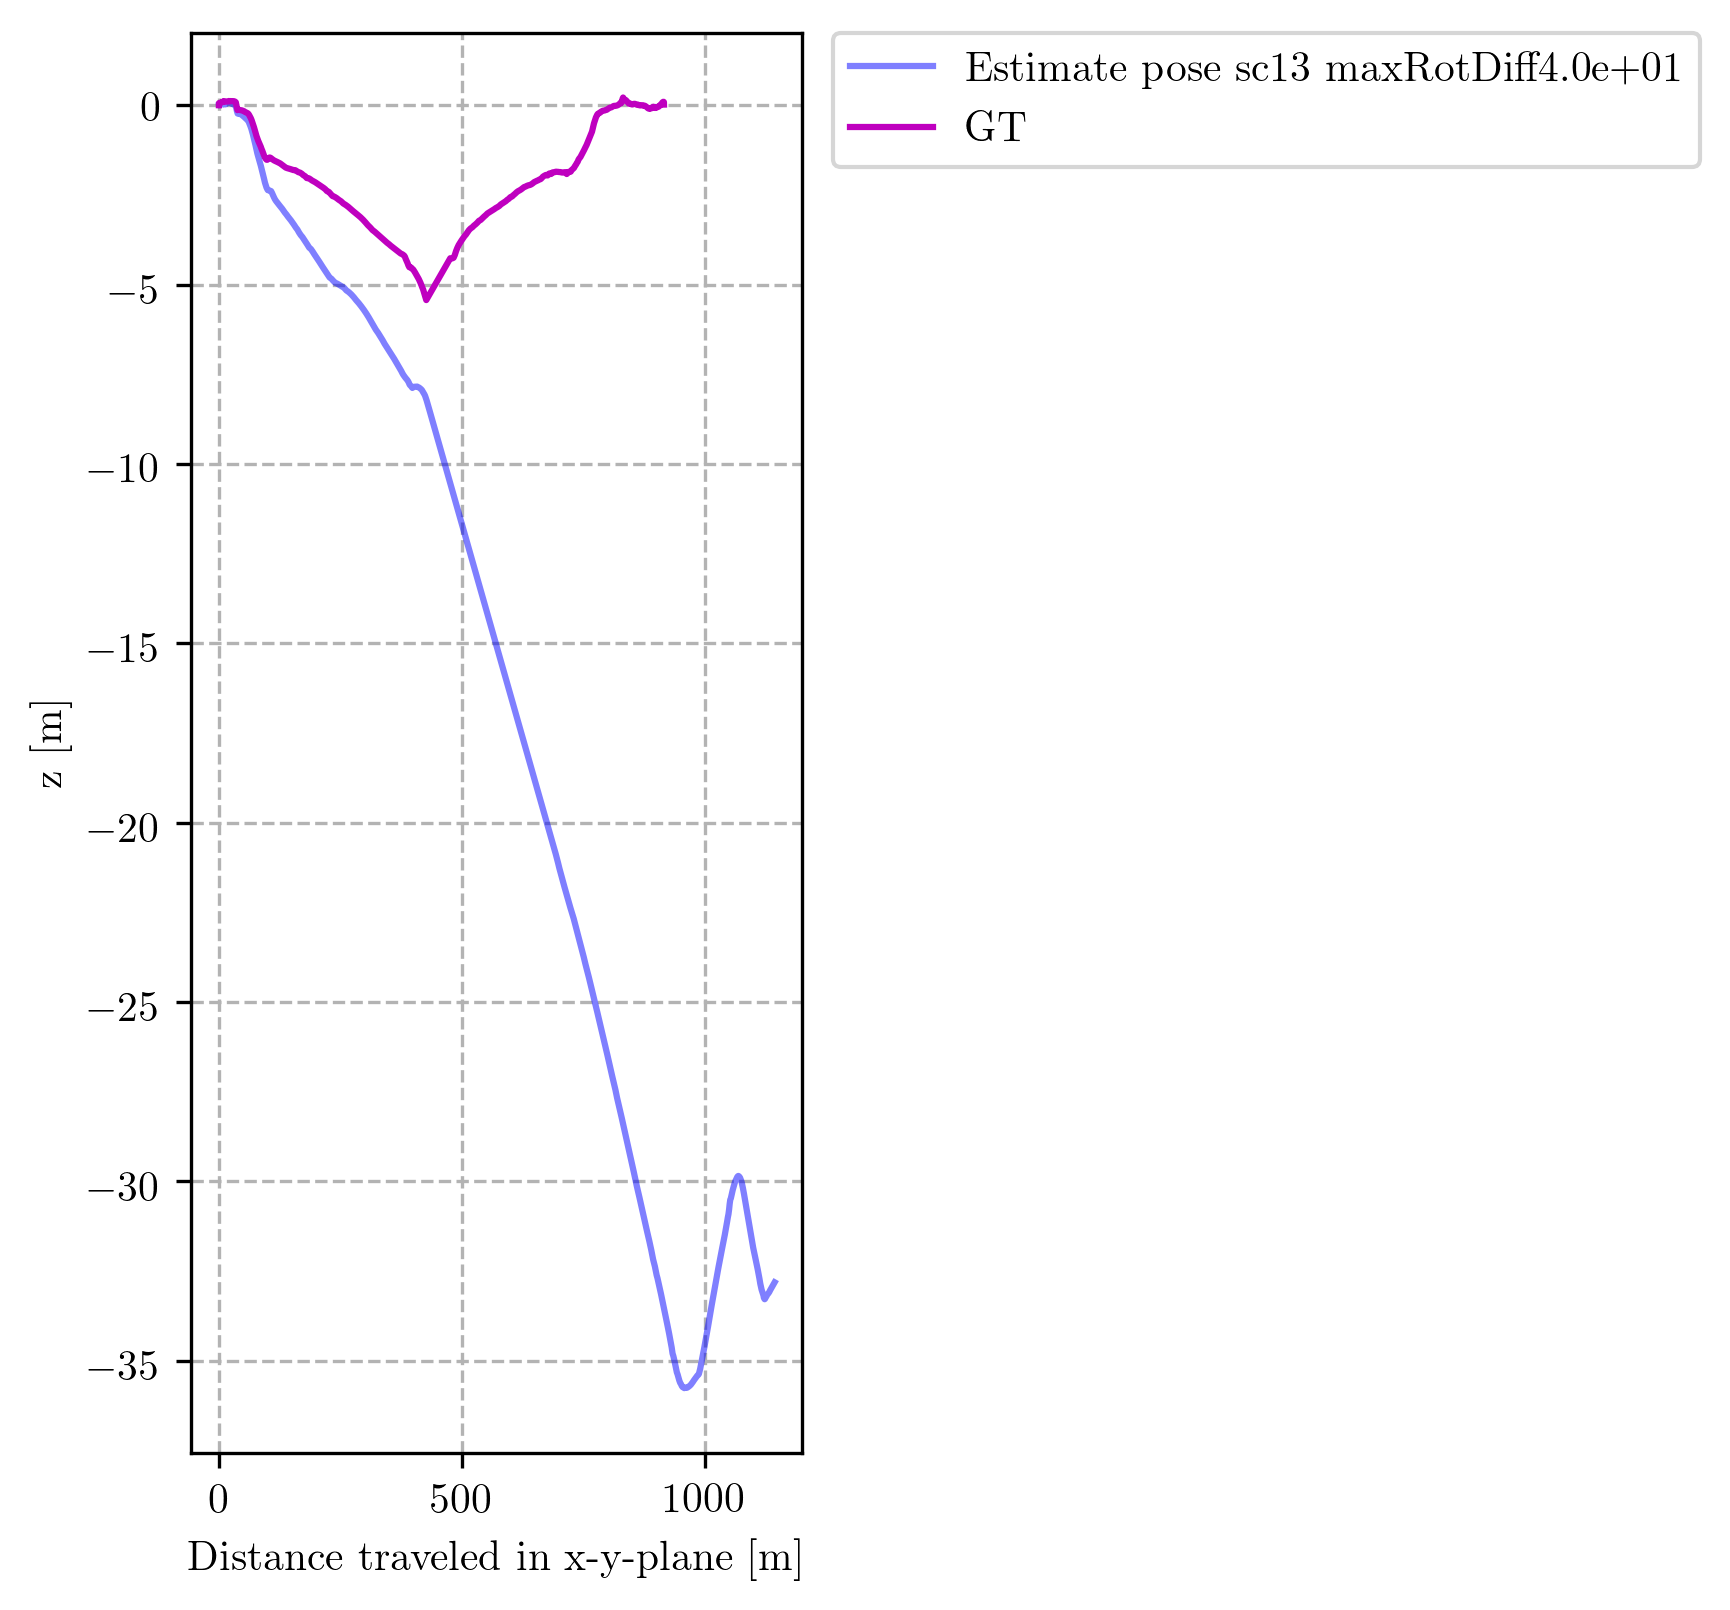 Estimate pose sc13 maxRotDiff4.0e+01
GT
0
−5
−10
−15
−20
−25
−30
−35
z [m]
0 500 1000
Distance traveled in x-y-plane [m]